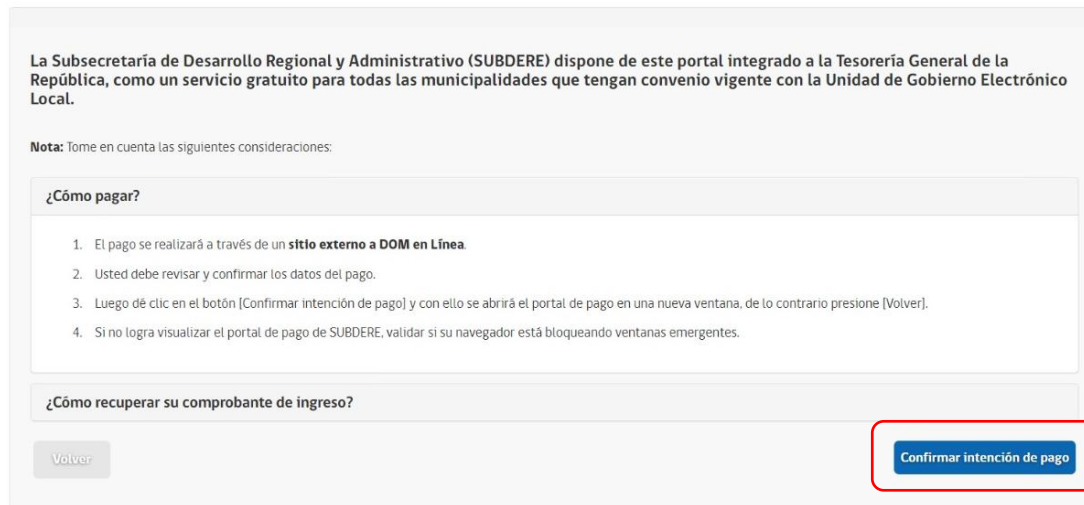 La Subsecretaría de Desarrollo Regional y Administrativo (SUBDERE) dispone de este portal integrado a la Tesorería General de la
República, como un servicio gratuito para todas las municipalidades que tengan convenio vigente con la Unidad de Gobierno Electrónico
Local.
Nota: Tome en cuenta las siguientes consideraciones:
¿Cómo pagar?
1. El pago se realizará a través de un sitio externo a DOM en Línea.
2. Usted debe revisar y confirmar los datos del pago.
3. Luego dé clic en el botón [Confirmar intención de pago] y con ello se abrirá el portal de pago en una nueva ventana, de lo contrario presione [Volver].
4. Si no logra visualizar el portal de pago de SUBDERE, validar si su navegador está bloqueando ventanas emergentes.
¿Cómo recuperar su comprobante de ingreso?
Volver
Confirmar intención de pago